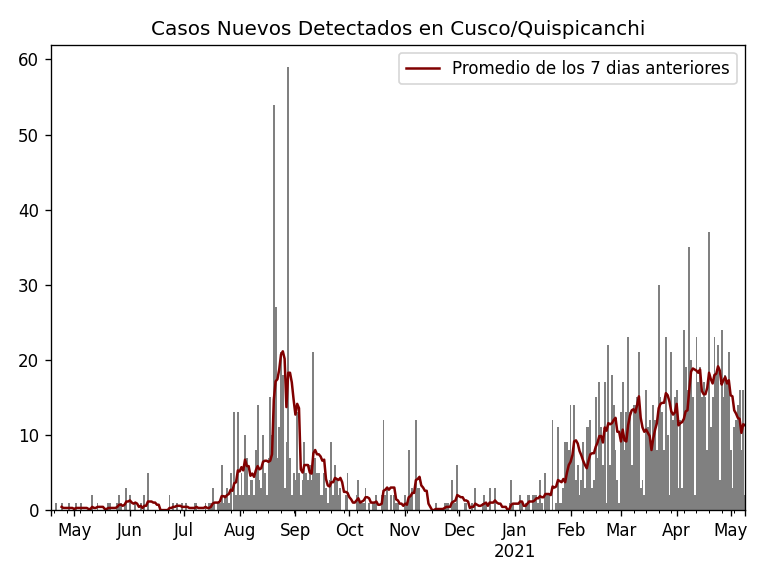 Casos Nuevos Detectados en Cusco/Quispicanchi
Promedio de los 7 dias anteriores
60
50
40
30
20
10
0
May Jun Jul Aug Sep Oct Nov Dec Jan Feb Mar Apr May
2021